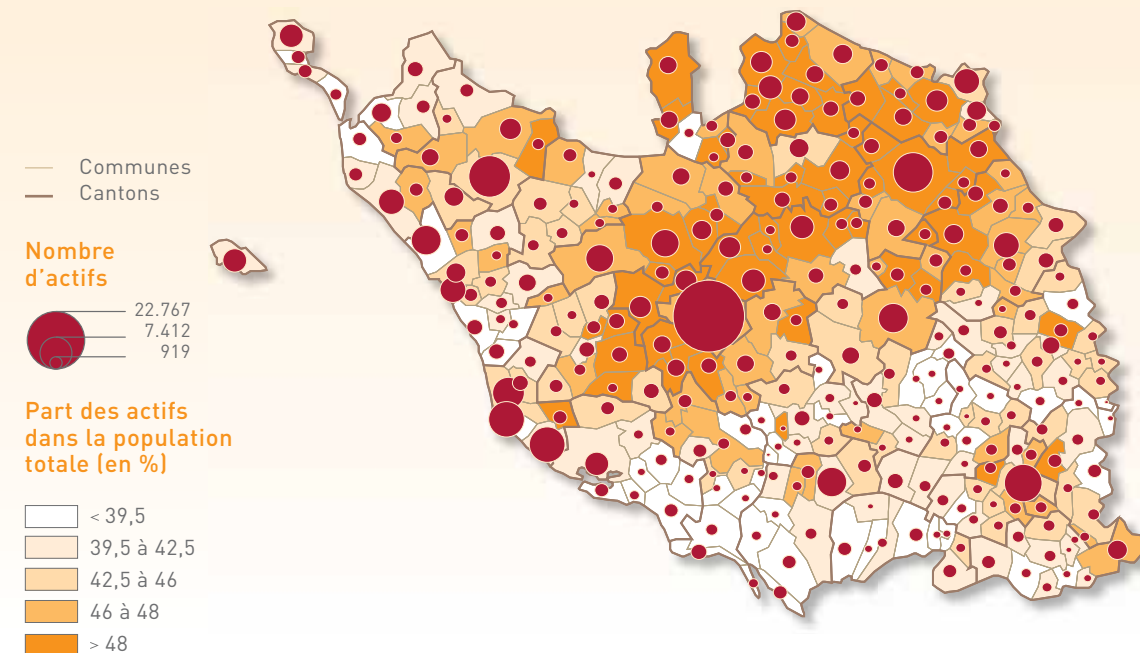 Communes
Cantons
Nombre
d’actifs
22.767
7.412
919
Part des actifs
dans la population
totale (en %)
< 39,5
39,5 à 42,5
42,5 à 46
46 à 48
> 48